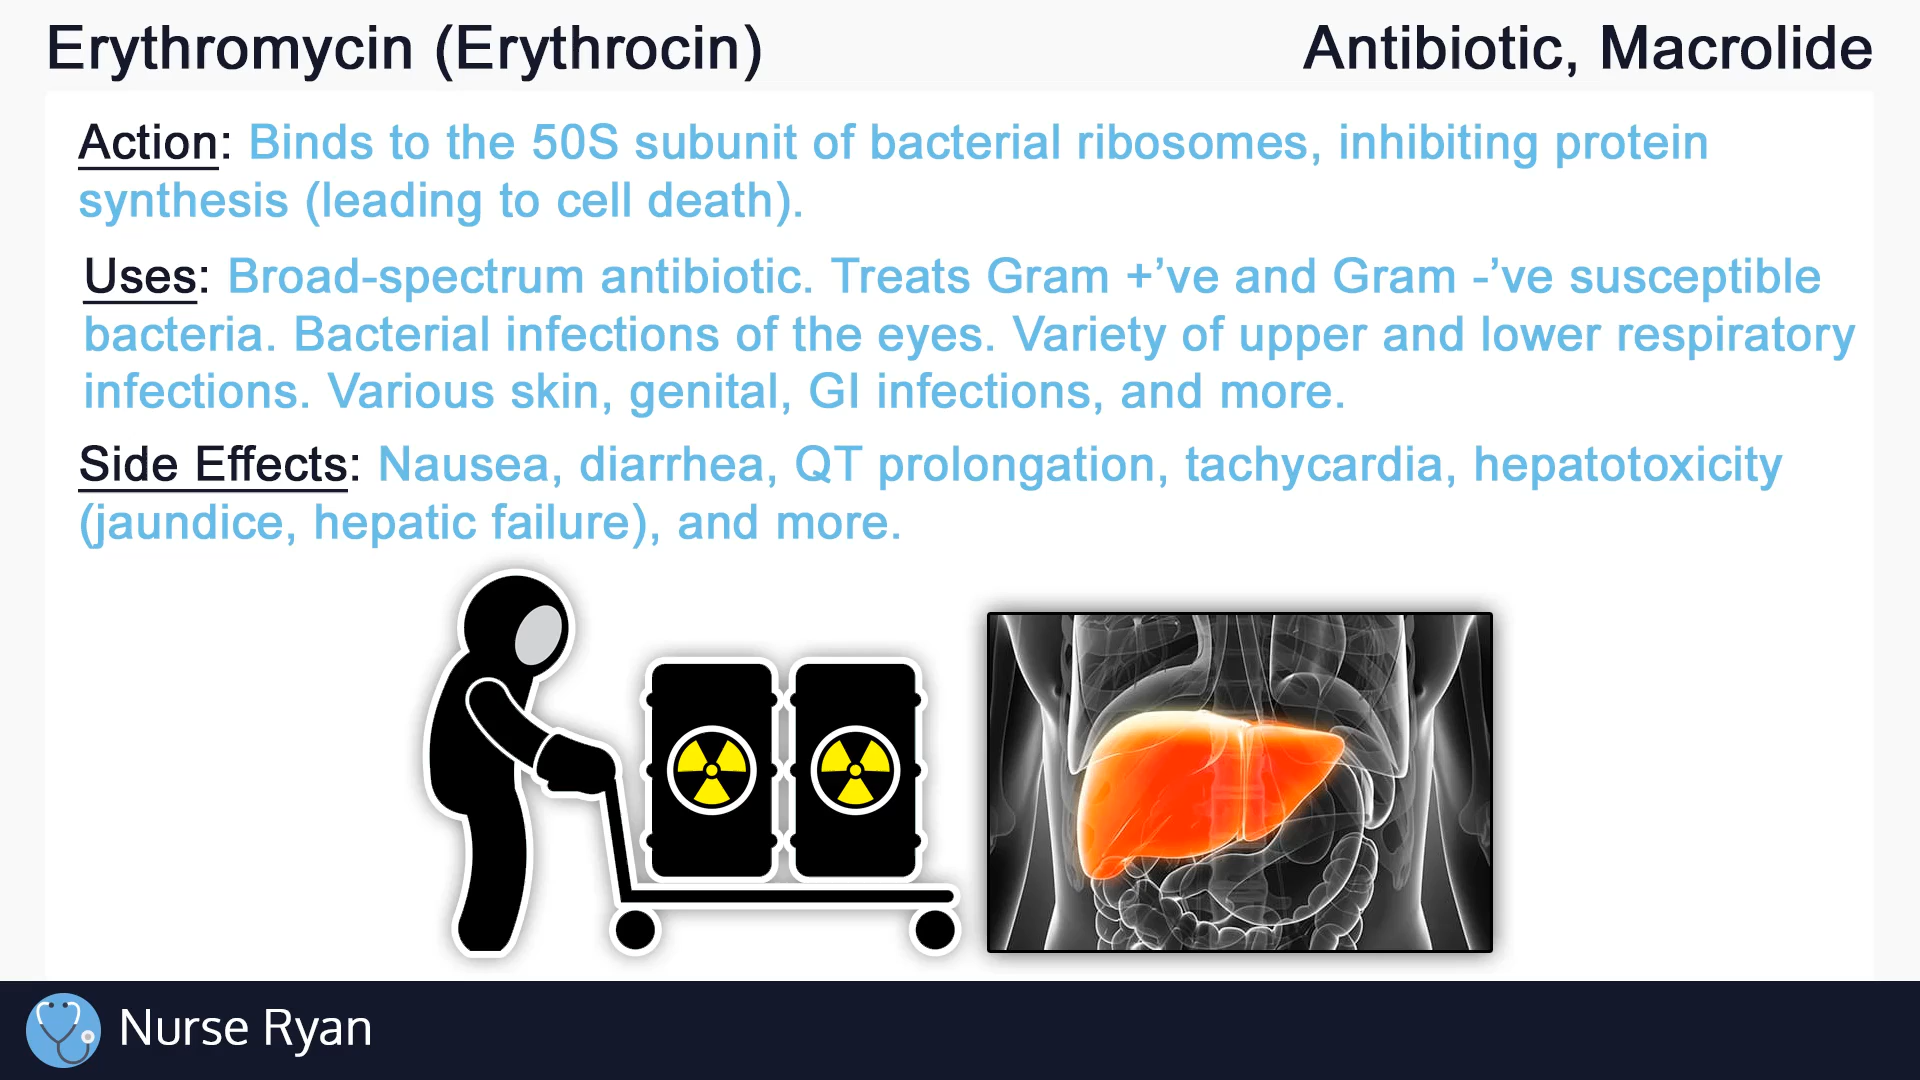 Erythromycin (Erythrocin)
Antibiotic, Macrolide
Action: Binds to the 50S subunit of bacterial ribosomes, inhibiting protein
synthesis (leading to cell death).
Uses: Broad-spectrum antibiotic. Treats Gram +’ve and Gram -’ve susceptible
bacteria. Bacterial infections of the eyes. Variety of upper and lower respiratory
infections. Various skin, genital, GI infections, and more.
Side Effects: Nausea, diarrhea, QT prolongation, tachycardia, hepatotoxicity
(jaundice, hepatic failure), and more.
Nurse Ryan